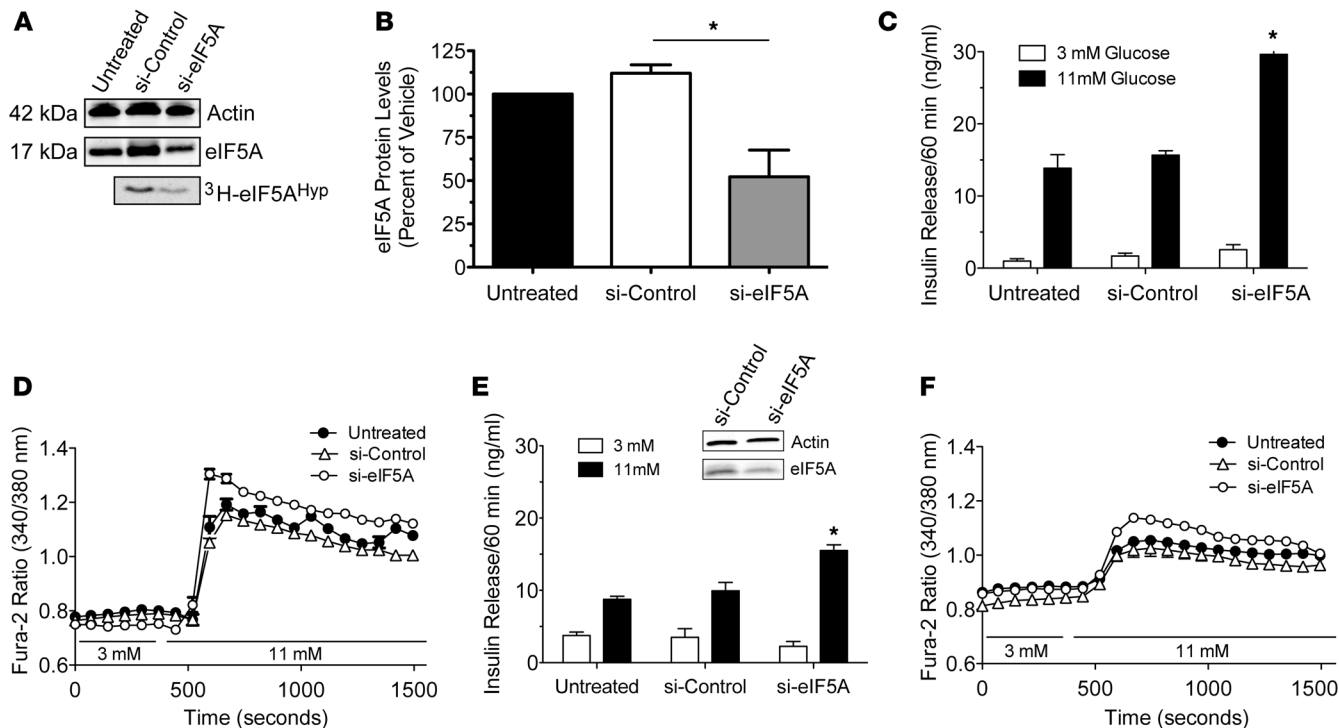 A
Untreated
si-Control
si-eIF5A
42 kDa
Actin
17 kDa
eIF5A
3H-eIF5AHyp
B
eIF5A Protein Levels
(Percent of Vehicle)
125
100
75
50
25
0
*
Untreated
si-Control
si-eIF5A
C
Insulin Release/60 min (ng/ml)
30
20
10
0
3 mM Glucose
11mM Glucose
*
Untreated
si-Control
si-eIF5A
D
Fura-2 Ratio (340/380 nm)
1.4
1.2
1.0
0.8
0.6
Untreated
si-Control
si-eIF5A
3 mM
11 mM
0
500
1000
1500
Time (seconds)
E
Insulin Release/60 min (ng/ml)
30
20
10
0
3 mM
11mM
si-Control
si-eIF5A
Actin
eIF5A
*
Untreated
si-Control
si-eIF5A
F
Fura-2 Ratio (340/380 nm)
1.4
1.2
1.0
0.8
0.6
Untreated
si-Control
si-eIF5A
3 mM
11 mM
0
500
1000
1500
Time (seconds)